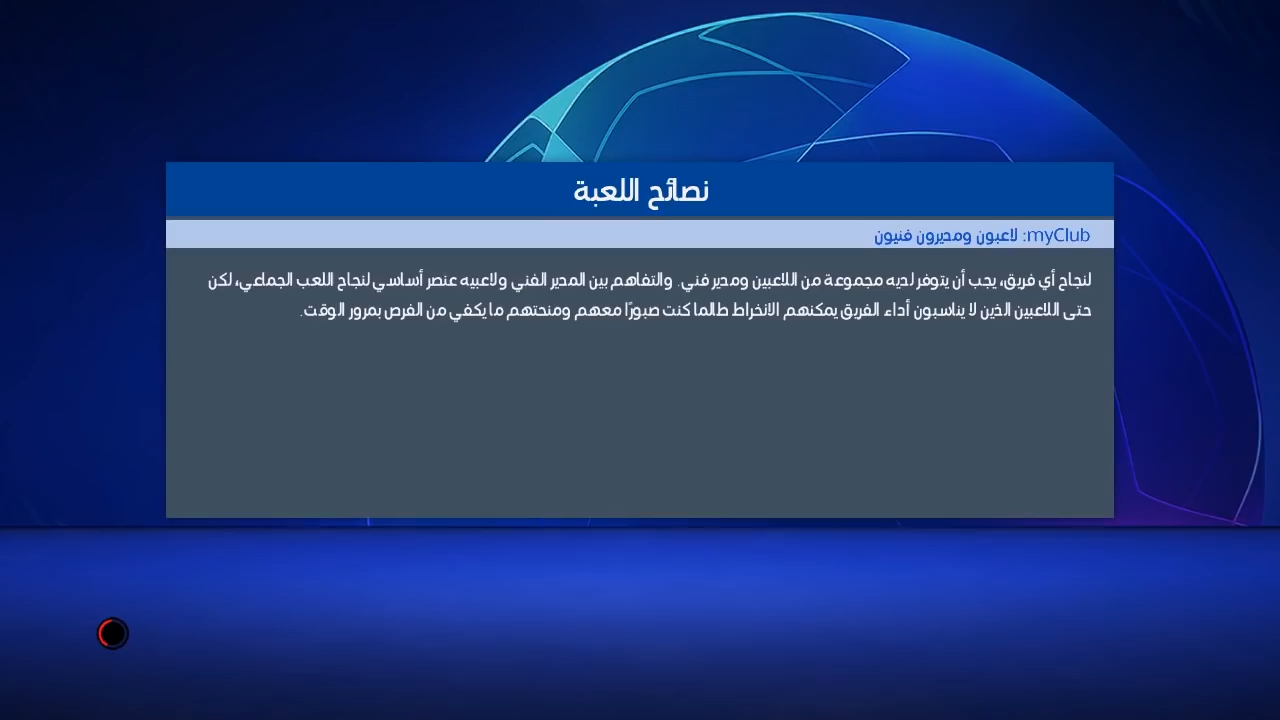 نصائح اللعبة
myClub: لاعبون ومديرون فنيون
لنجاح أي فريق، يجب أن يتوفر لديه مجموعة من اللاعبين ومدير فني. والتفاهم بين المدير الفني ولاعبيه عنصر أساسي لنجاح اللعب الجماعي، لكن
حتى اللاعبين الذين لا يناسبون أداء الفريق يمكنهم الانخراط طالما كنت صبورًا معهم ومنحتهم ما يكفي من الفرص بمرور الوقت.